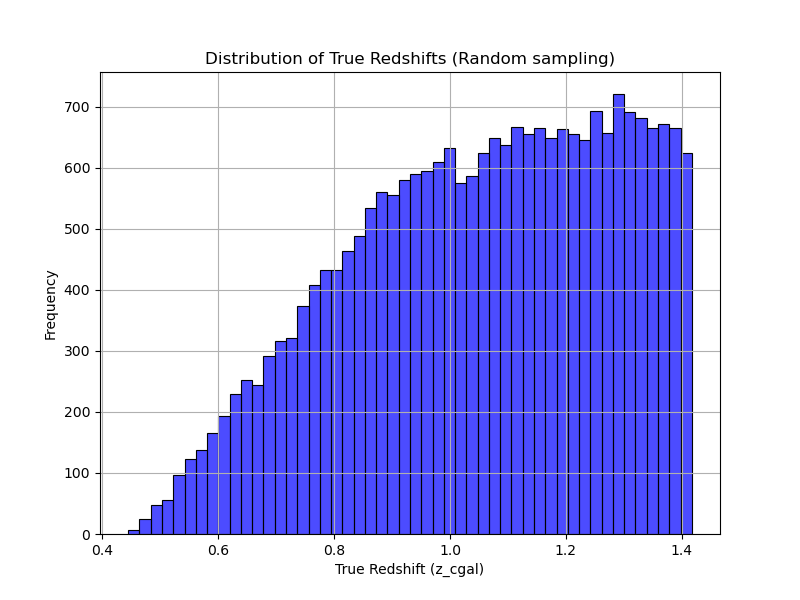 Distribution of True Redshifts (Random sampling)
700
600
500
400
300
200
100
0
Frequency
0.4 0.6 0.8 1.0 1.2 1.4
True Redshift (z_cgal)